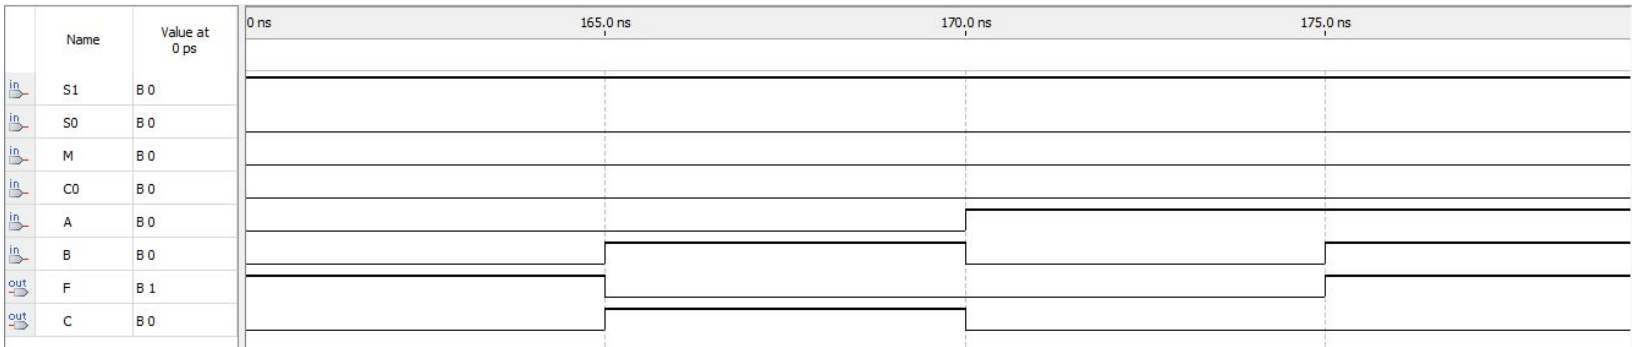 0 ns 165.0 ns 170.0 ns 175.0 ns
Name Value at
0 ps
in S1 B 0
in S0 B 0
in M B 0
in C0 B 0
in A B 0
in B B 0
out F B 1
out C B 0